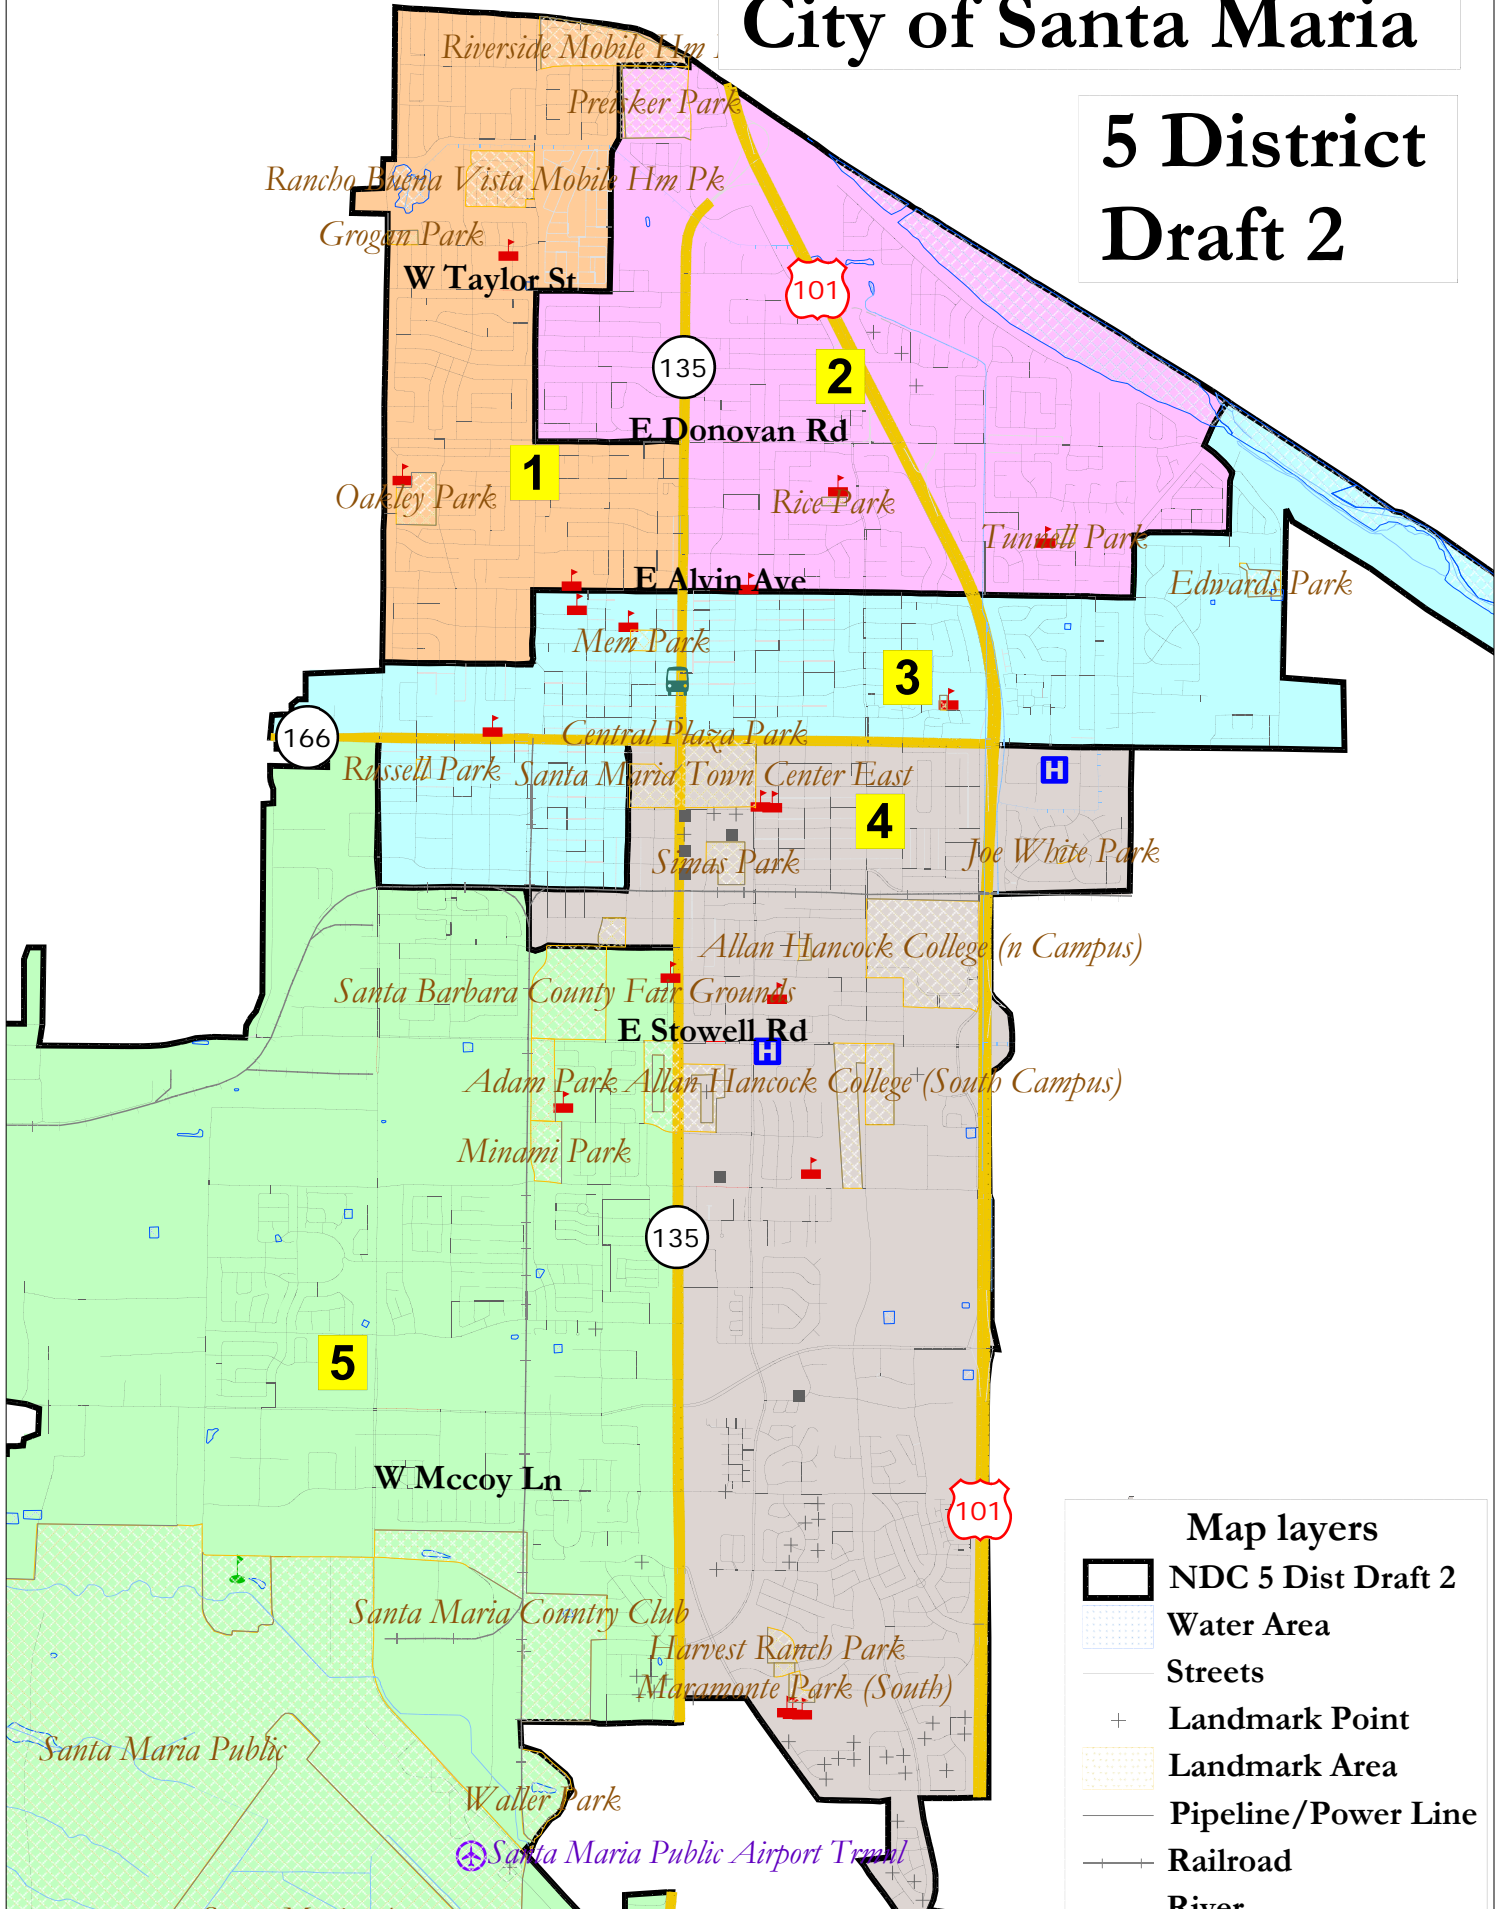 City of Santa Maria
5 District
Draft 2
Riverside Mobile Hm
Preisker Park
Rancho Buena Vista Mobile Hm Pk
Grogan Park
W Taylor St
101
135
2
E Donovan Rd
1
Oakley Park
Rice Park
Tunnell Park
E Alvin Ave
Edwards Park
Mem Park
3
166
Central Plaza Park
Russell Park
Santa Maria Town Center East
H
4
Simas Park
Joe White Park
Allan Hancock College (n Campus)
Santa Barbara County Fair Grounds
E Stowell Rd
H
Adam Park
Allan Hancock College (South Campus)
Minami Park
135
5
W Mccoy Ln
101
Santa Maria Country Club
Harvest Ranch Park
Maramonte Park (South)
Santa Maria Public
Waller Park
Santa Maria Public Airport Trmnl
Map layers
NDC 5 Dist Draft 2
Water Area
Streets
Landmark Point
Landmark Area
Pipeline/Power Line
Railroad
River